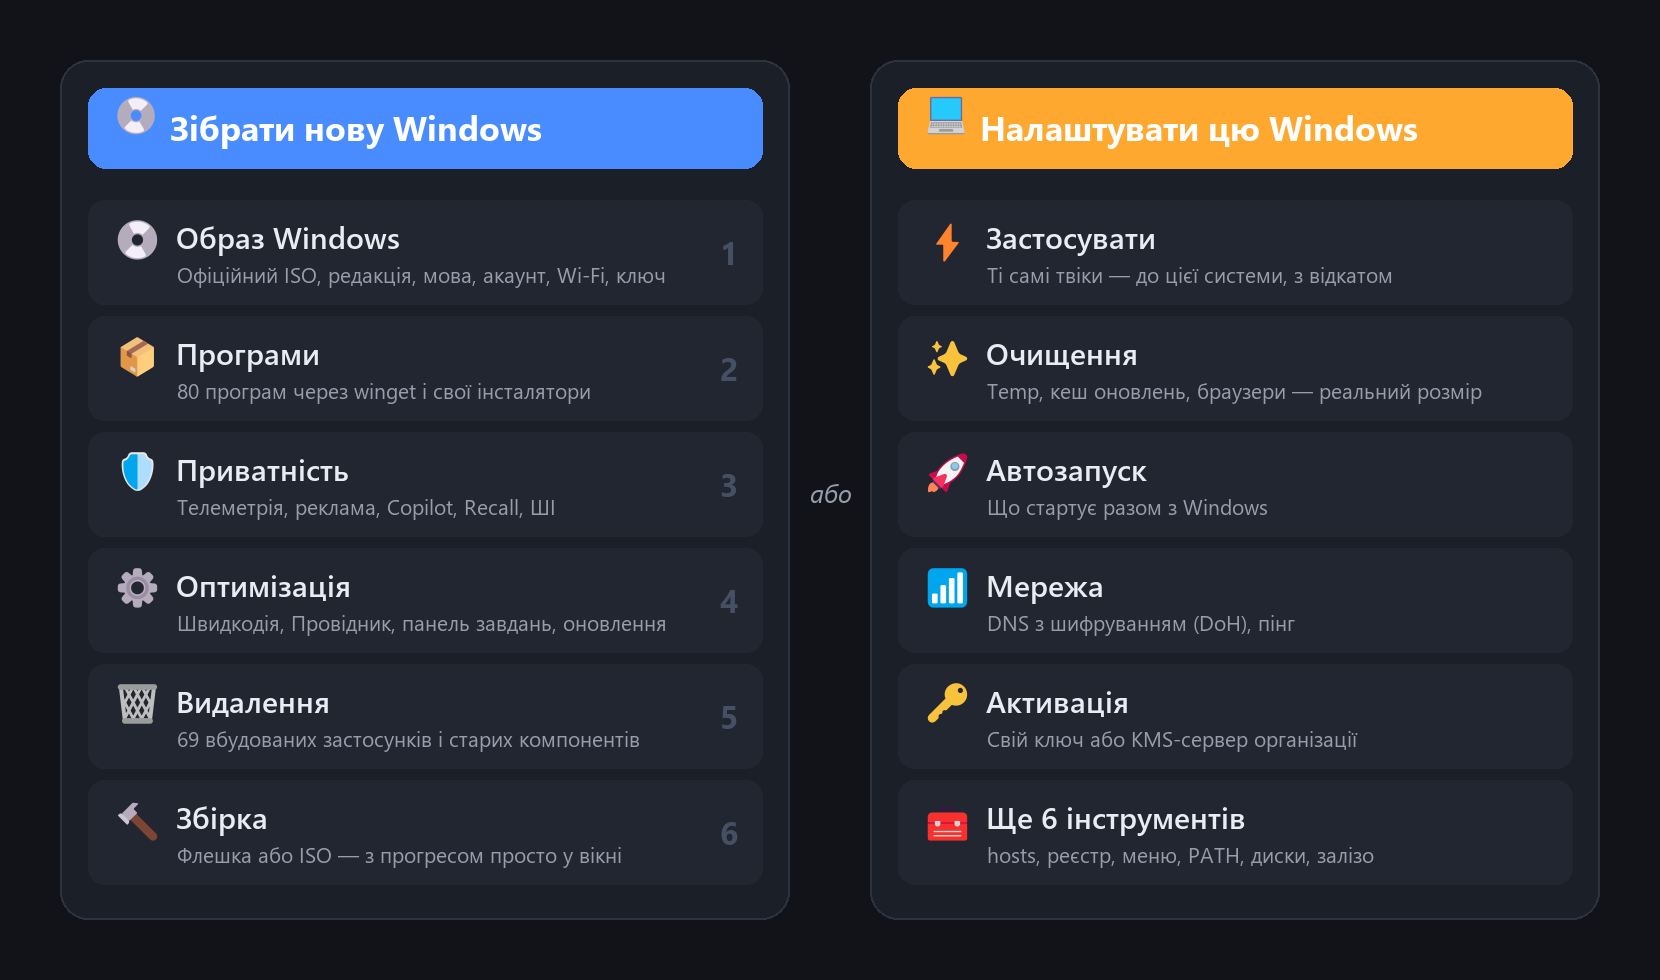 Зібрати нову Windows
Образ Windows
Офіційний ISO, редакція, мова, акаунт, Wi-Fi, ключ
1
Програми
80 програм через winget і свої інсталятори
2
Приватність
Телеметрія, реклама, Copilot, Recall, ШІ
3
Оптимізація
Швидкодія, Провідник, панель завдань, оновлення
4
Видалення
69 вбудованих застосунків і старих компонентів
5
Збірка
Флешка або ISO — з прогресом просто у вікні
6
або
Налаштувати цю Windows
Застосувати
Ті самі твіки — до цієї системи, з відкатом
Очищення
Temp, кеш оновлень, браузери — реальний розмір
Автозапуск
Що стартує разом з Windows
Мережа
DNS з шифруванням (DoH), пінг
Активація
Свій ключ або KMS-сервер організації
Ще 6 інструментів
hosts, реєстр, меню, PATH, диски, залізо